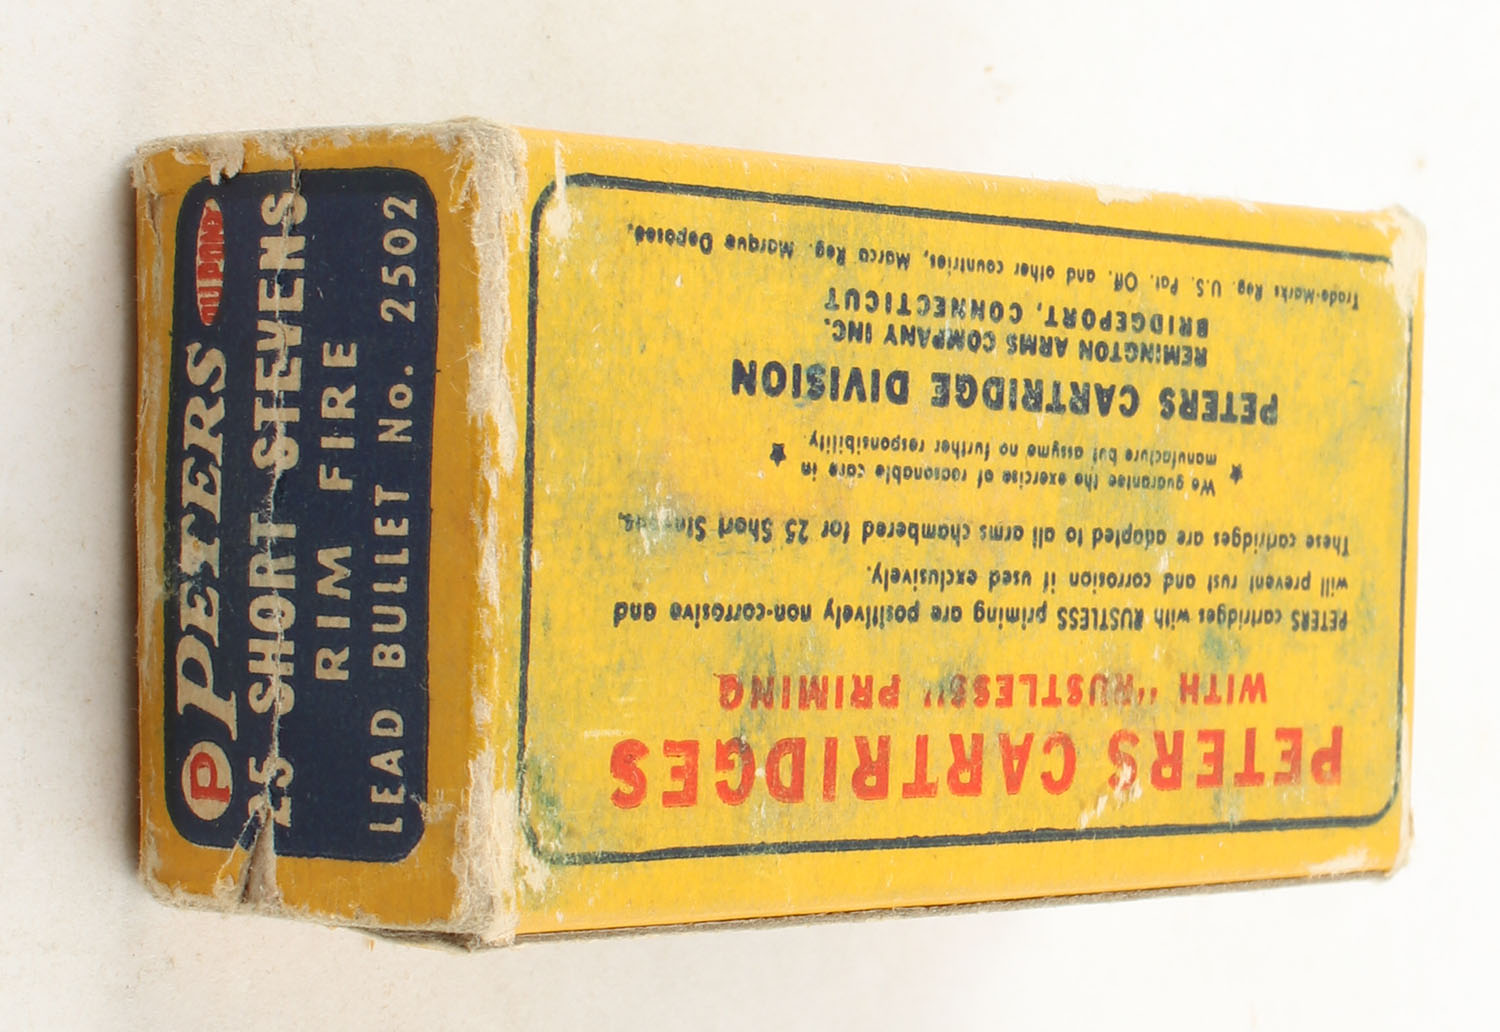 P PETERS DU PONT
25 SHORT STEVENS
RIM FIRE
LEAD BULLET No. 2502
PETERS CARTRIDGES
WITH "RUSTLESS" PRIMING
PETERS cartridges with RUSTLESS priming are positively non-corrosive and
will prevent rust and corrosion if used exclusively.
These cartridges are adapted to all arms chambered for 25 Short Stevens.
★ We guarantee the exercise of reasonable care in ★
manufacture but assume no further responsibility.
PETERS CARTRIDGE DIVISION
REMINGTON ARMS COMPANY INC.
BRIDGEPORT, CONNECTICUT
Trade-Marks Reg. U.S. Pat. Off. and other countries, Marca Reg. Marque Deposee,